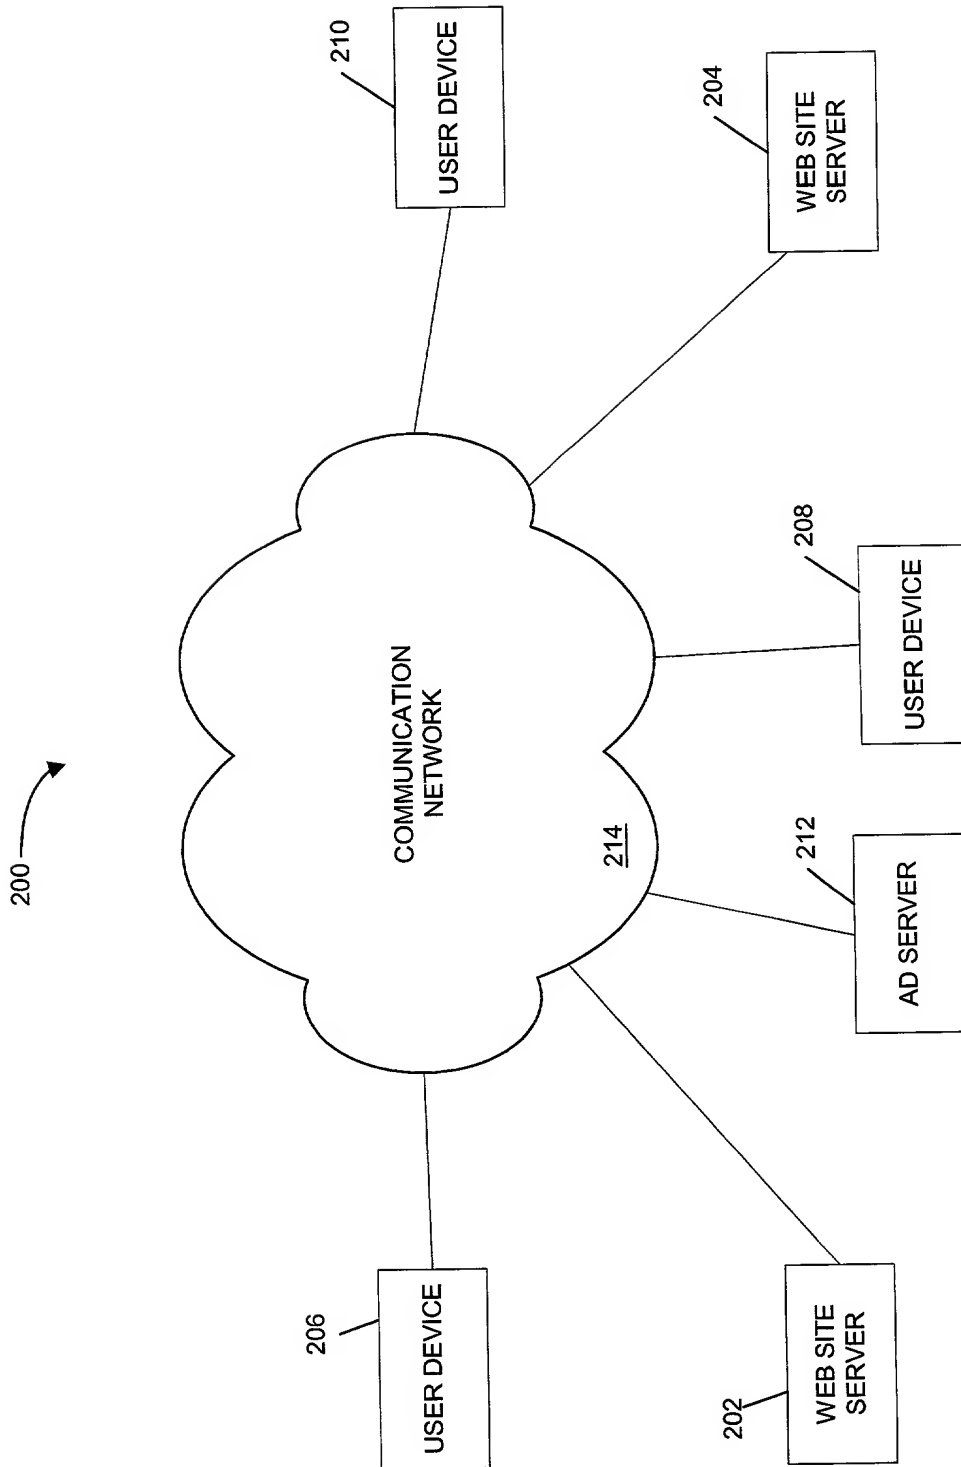 200
COMMUNICATION
NETWORK
214
206
USER DEVICE
210
USER DEVICE
202
WEB SITE
SERVER
212
AD SERVER
208
USER DEVICE
204
WEB SITE
SERVER